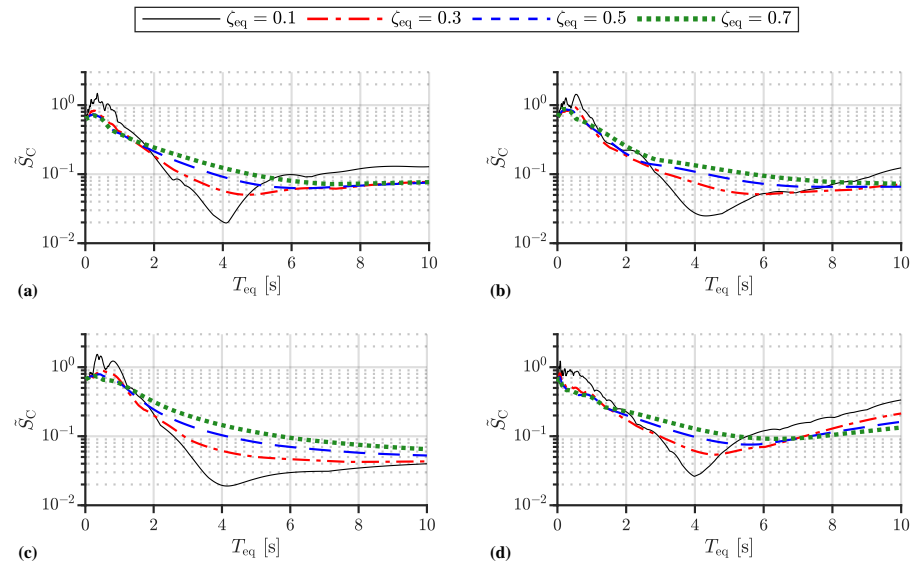 ζeq = 0.1 ζeq = 0.3 ζeq = 0.5 ζeq = 0.7
10^0
10^-1
10^-2
S̃C
0 2 4 6 8 10
Teq [s]
(a)
10^0
10^-1
10^-2
S̃C
0 2 4 6 8 10
Teq [s]
(b)
10^0
10^-1
10^-2
S̃C
0 2 4 6 8 10
Teq [s]
(c)
10^0
10^-1
10^-2
S̃C
0 2 4 6 8 10
Teq [s]
(d)